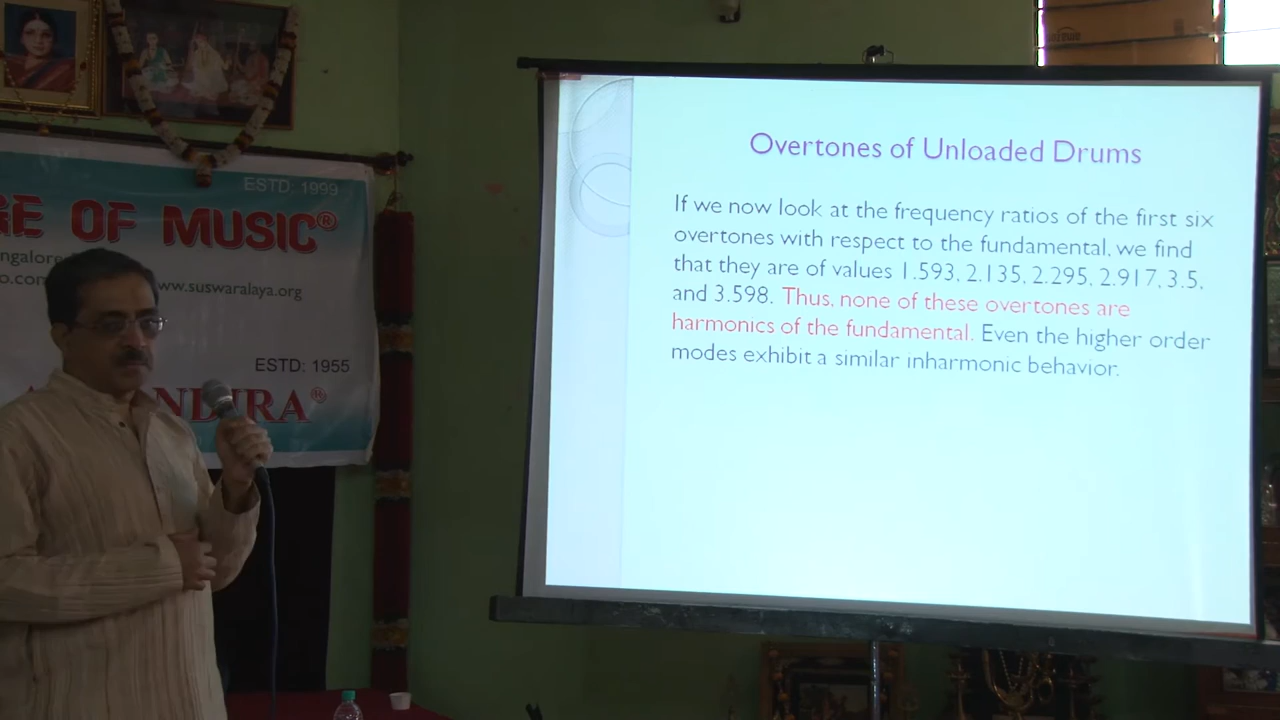 ESTD: 1999
GE OF MUSIC®
www.suswaralaya.org
ESTD: 1955
Overtones of Unloaded Drums
If we now look at the frequency ratios of the first six
overtones with respect to the fundamental, we find
that they are of values 1.593, 2.135, 2.295, 2.917, 3.5,
and 3.598. Thus, none of these overtones are
harmonics of the fundamental. Even the higher order
modes exhibit a similar inharmonic behavior.